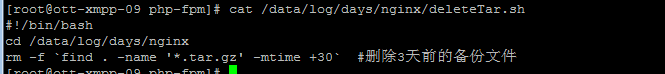 [root@ott-xmpp-09 php-fpm]# cat /data/log/days/nginx/deleteTar.sh
#!/bin/bash
cd /data/log/days/nginx
rm -f `find . -name '*.tar.gz' -mtime +30`  #删除3天前的备份文件
[root@ott-xmpp-09 php-fpm]#